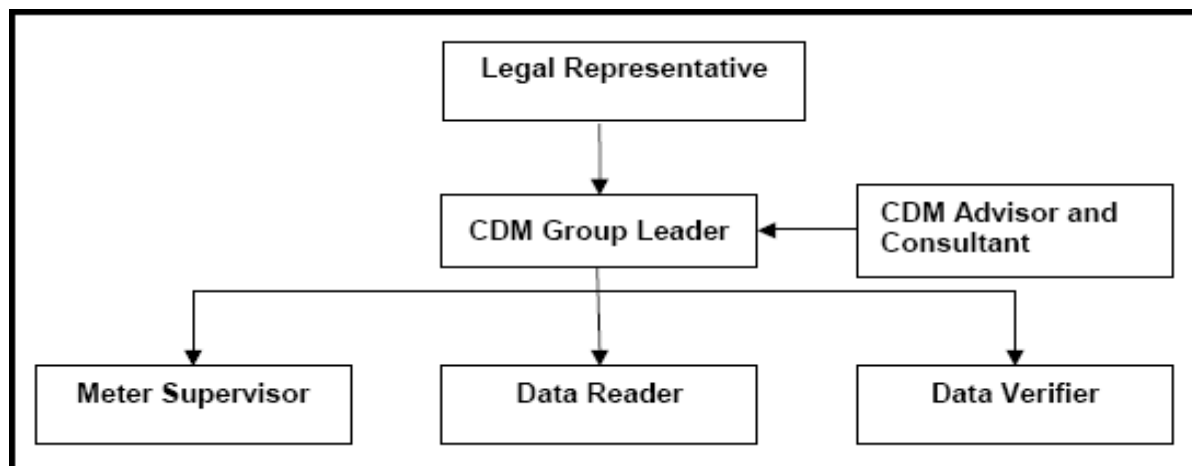 Legal Representative
CDM Group Leader
CDM Advisor and
Consultant
Meter Supervisor
Data Reader
Data Verifier